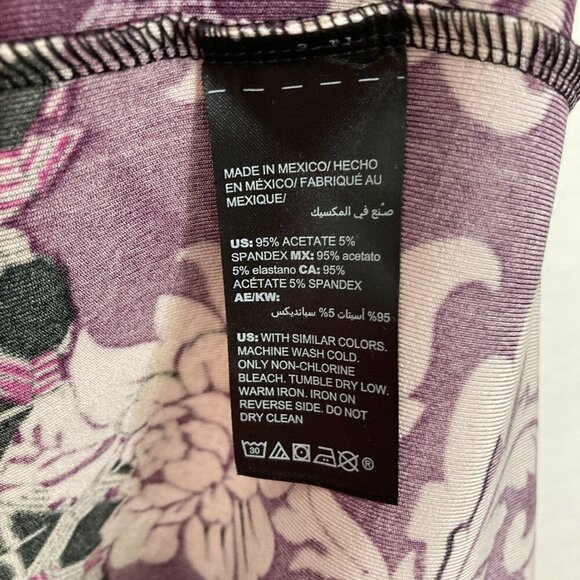 MADE IN MEXICO/ HECHO
EN MÉXICO/ FABRIQUÉ AU
MEXIQUE/
صُنع في المكسيك
US: 95% ACETATE 5%
SPANDEX MX: 95% acetato
5% elastano CA: 95%
ACÉTATE 5% SPANDEX
AE/KW:
95% أسيتات 5% سبانديكس
US: WITH SIMILAR COLORS.
MACHINE WASH COLD.
ONLY NON-CHLORINE
BLEACH. TUMBLE DRY LOW.
WARM IRON. IRON ON
REVERSE SIDE. DO NOT
DRY CLEAN
30 ®